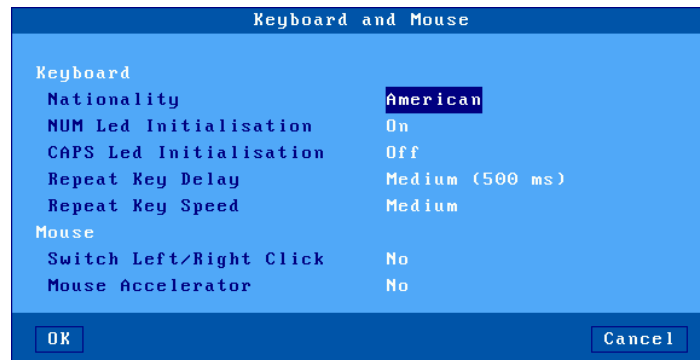 Keyboard and Mouse
Keyboard
Nationality American
NUM Led Initialisation On
CAPS Led Initialisation Off
Repeat Key Delay Medium (500 ms)
Repeat Key Speed Medium
Mouse
Switch Left/Right Click No
Mouse Accelerator No
OK Cancel